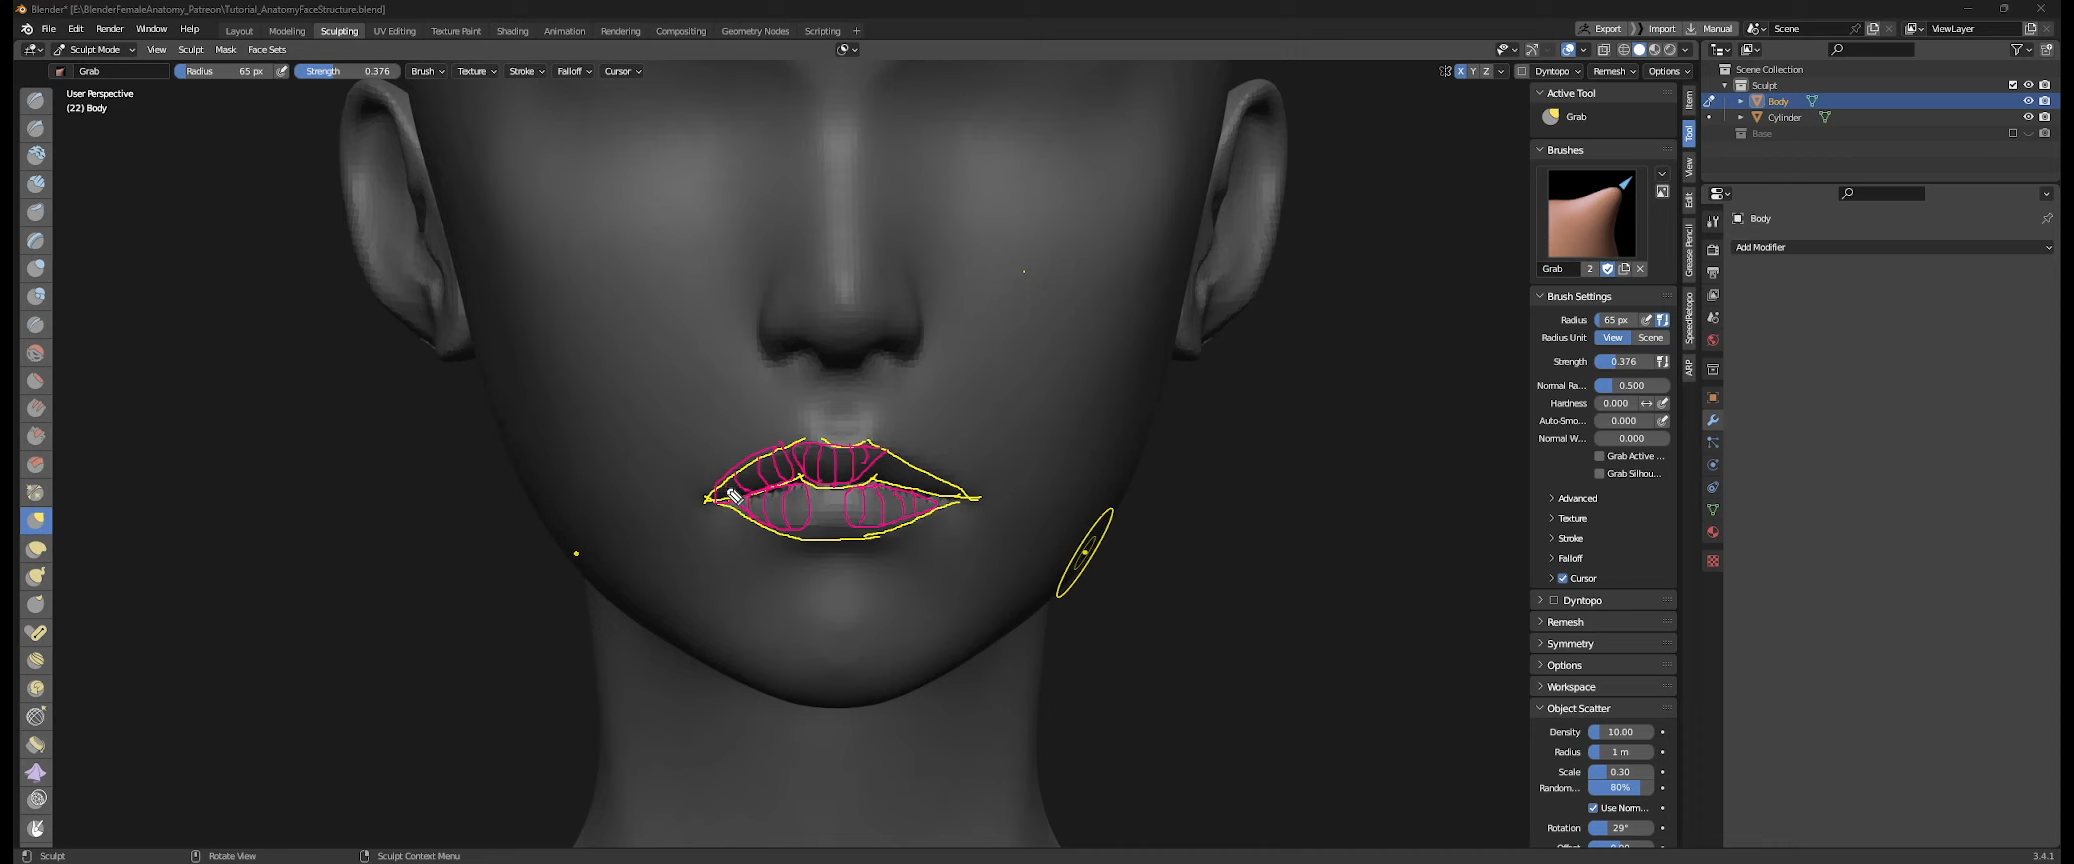 Blender* [E:\BlenderFemaleAnatomy_Patreon\Tutorial_AnatomyFaceStructure.blend]
File Edit Render Window Help Layout Modeling Sculpting UV Editing Texture Paint Shading Animation Rendering Compositing Geometry Nodes Scripting + Export Import Manual Scene ViewLayer
Sculpt Mode View Sculpt Mask Face Sets
Grab Radius 65 px Strength 0.376 Brush Texture Stroke Falloff Cursor X Y Z Dyntopo Remesh Options
User Perspective
(22) Body
Active Tool
Grab
Brushes
Grab 2
Brush Settings
Radius 65 px
Radius Unit View Scene
Strength 0.376
Normal Ra... 0.500
Hardness 0.000
Auto-Smo... 0.000
Normal W... 0.000
Grab Active ...
Grab Silhou...
Advanced
Texture
Stroke
Falloff
Cursor
Dyntopo
Remesh
Symmetry
Options
Workspace
Object Scatter
Density 10.00
Radius 1 m
Scale 0.30
Random... 80%
Use Norm...
Rotation 29°
Item
Tool
View
Edit
Grease Pencil
SpeedRetopo
ARP
Scene Collection
Sculpt
Body
Cylinder
Base
Body
Add Modifier
Sculpt Rotate View Sculpt Context Menu 3.4.1